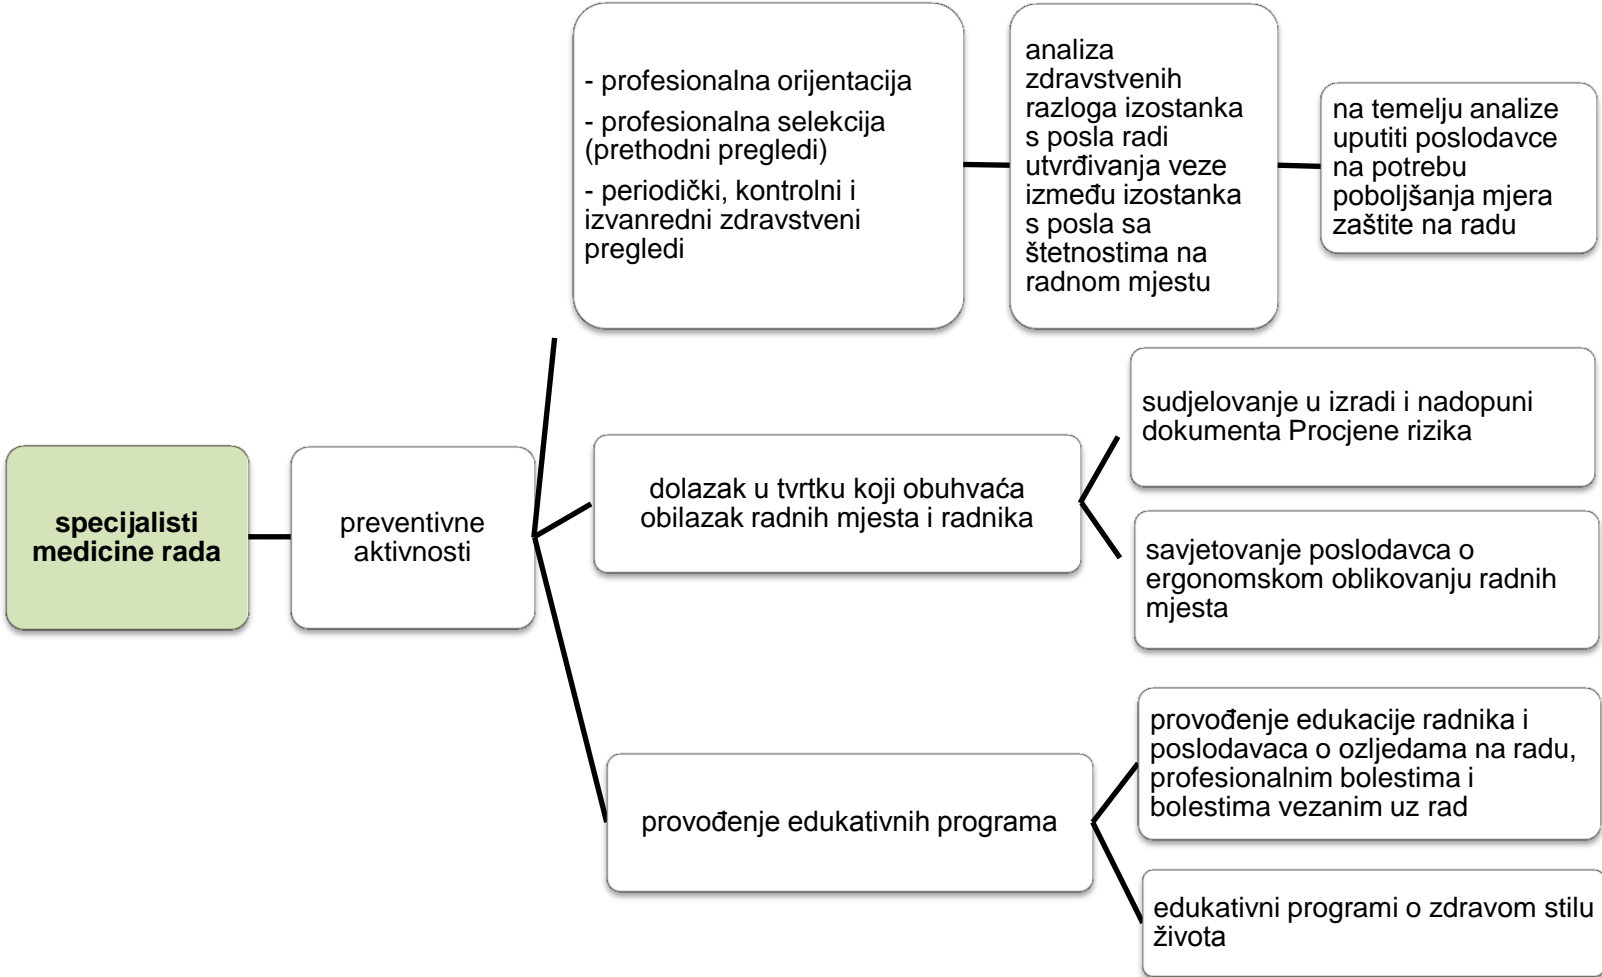 specijalisti
medicine rada
preventivne
aktivnosti
- profesionalna orijentacija
- profesionalna selekcija
(prethodni pregledi)
- periodički, kontrolni i
izvanredni zdravstveni
pregledi
analiza
zdravstvenih
razloga izostanka
s posla radi
utvrđivanja veze
između izostanka
s posla sa
štetnostima na
radnom mjestu
na temelju analize
uputiti poslodavce
na potrebu
poboljšanja mjera
zaštite na radu
dolazak u tvrtku koji obuhvaća
obilazak radnih mjesta i radnika
sudjelovanje u izradi i nadopuni
dokumenta Procjene rizika
savjetovanje poslodavca o
ergonomskom oblikovanju radnih
mjesta
provođenje edukativnih programa
provođenje edukacije radnika i
poslodavaca o ozljedama na radu,
profesionalnim bolestima i
bolestima vezanim uz rad
edukativni programi o zdravom stilu
života